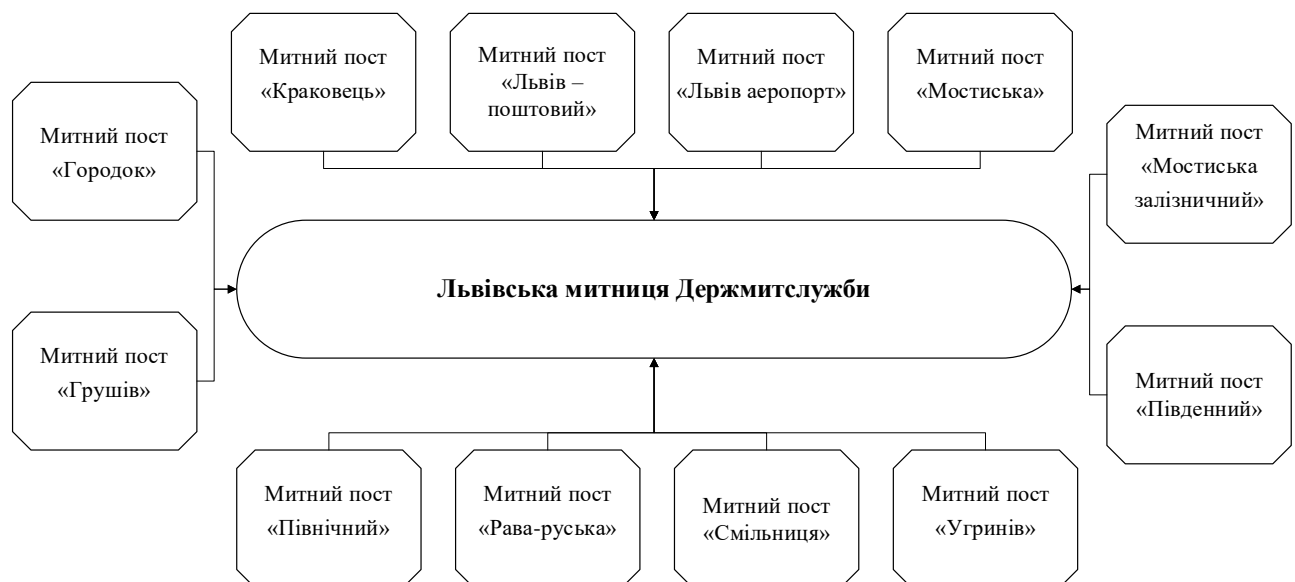 Митний пост
«Краковець»
Митний пост
«Львів –
поштовий»
Митний пост
«Львів аеропорт»
Митний пост
«Мостиська»
Митний пост
«Городок»
Митний пост
«Мостиська
залізничний»
Львівська митниця Держмитслужби
Митний пост
«Грушів»
Митний пост
«Південний»
Митний пост
«Північний»
Митний пост
«Рава-руська»
Митний пост
«Смільниця»
Митний пост
«Угринів»